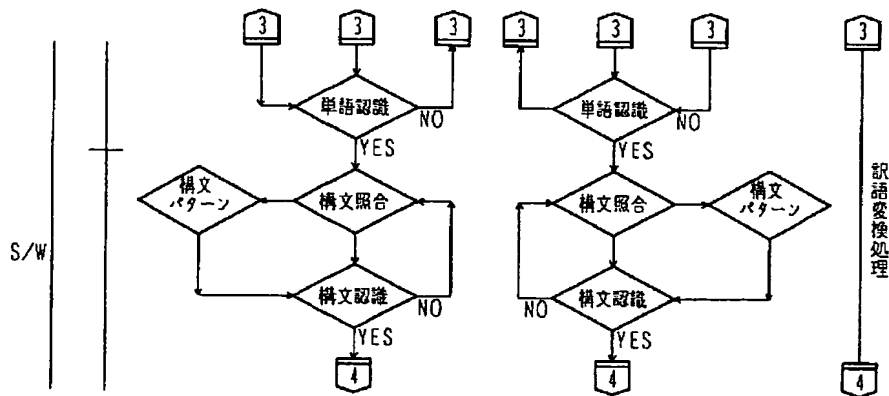 3 3 3 3 3 3 3
単語認識 単語認識
NO NO
YES YES
構文
パターン
構文照合 構文照合
構文
パターン
S/W
訳語変換処理
構文認識 構文認識
NO NO
YES YES
4 4 4